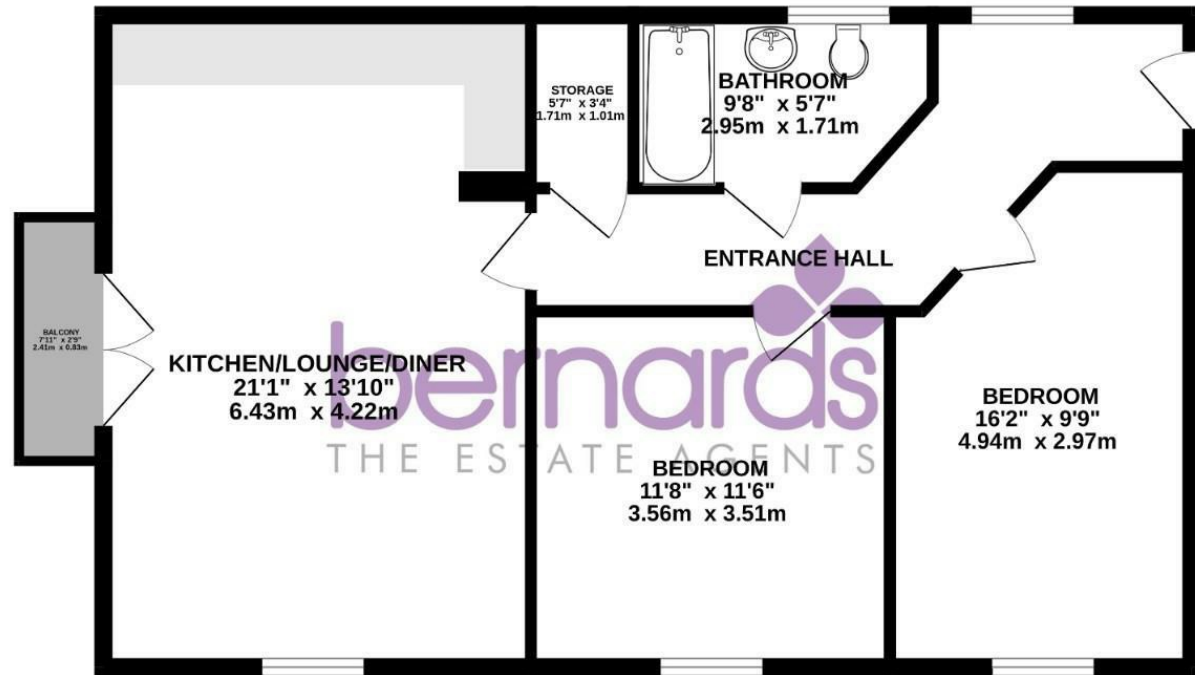 STORAGE
5'7" x 3'4"
1.71m x 1.01m
BATHROOM
9'8" x 5'7"
2.95m x 1.71m
ENTRANCE HALL
BALCONY
7'11" x 2'9"
2.41m x 0.83m
KITCHEN/LOUNGE/DINER
21'1" x 13'10"
6.43m x 4.22m
bernards
THE ESTATE AGENTS
BEDROOM
11'8" x 11'6"
3.56m x 3.51m
BEDROOM
16'2" x 9'9"
4.94m x 2.97m